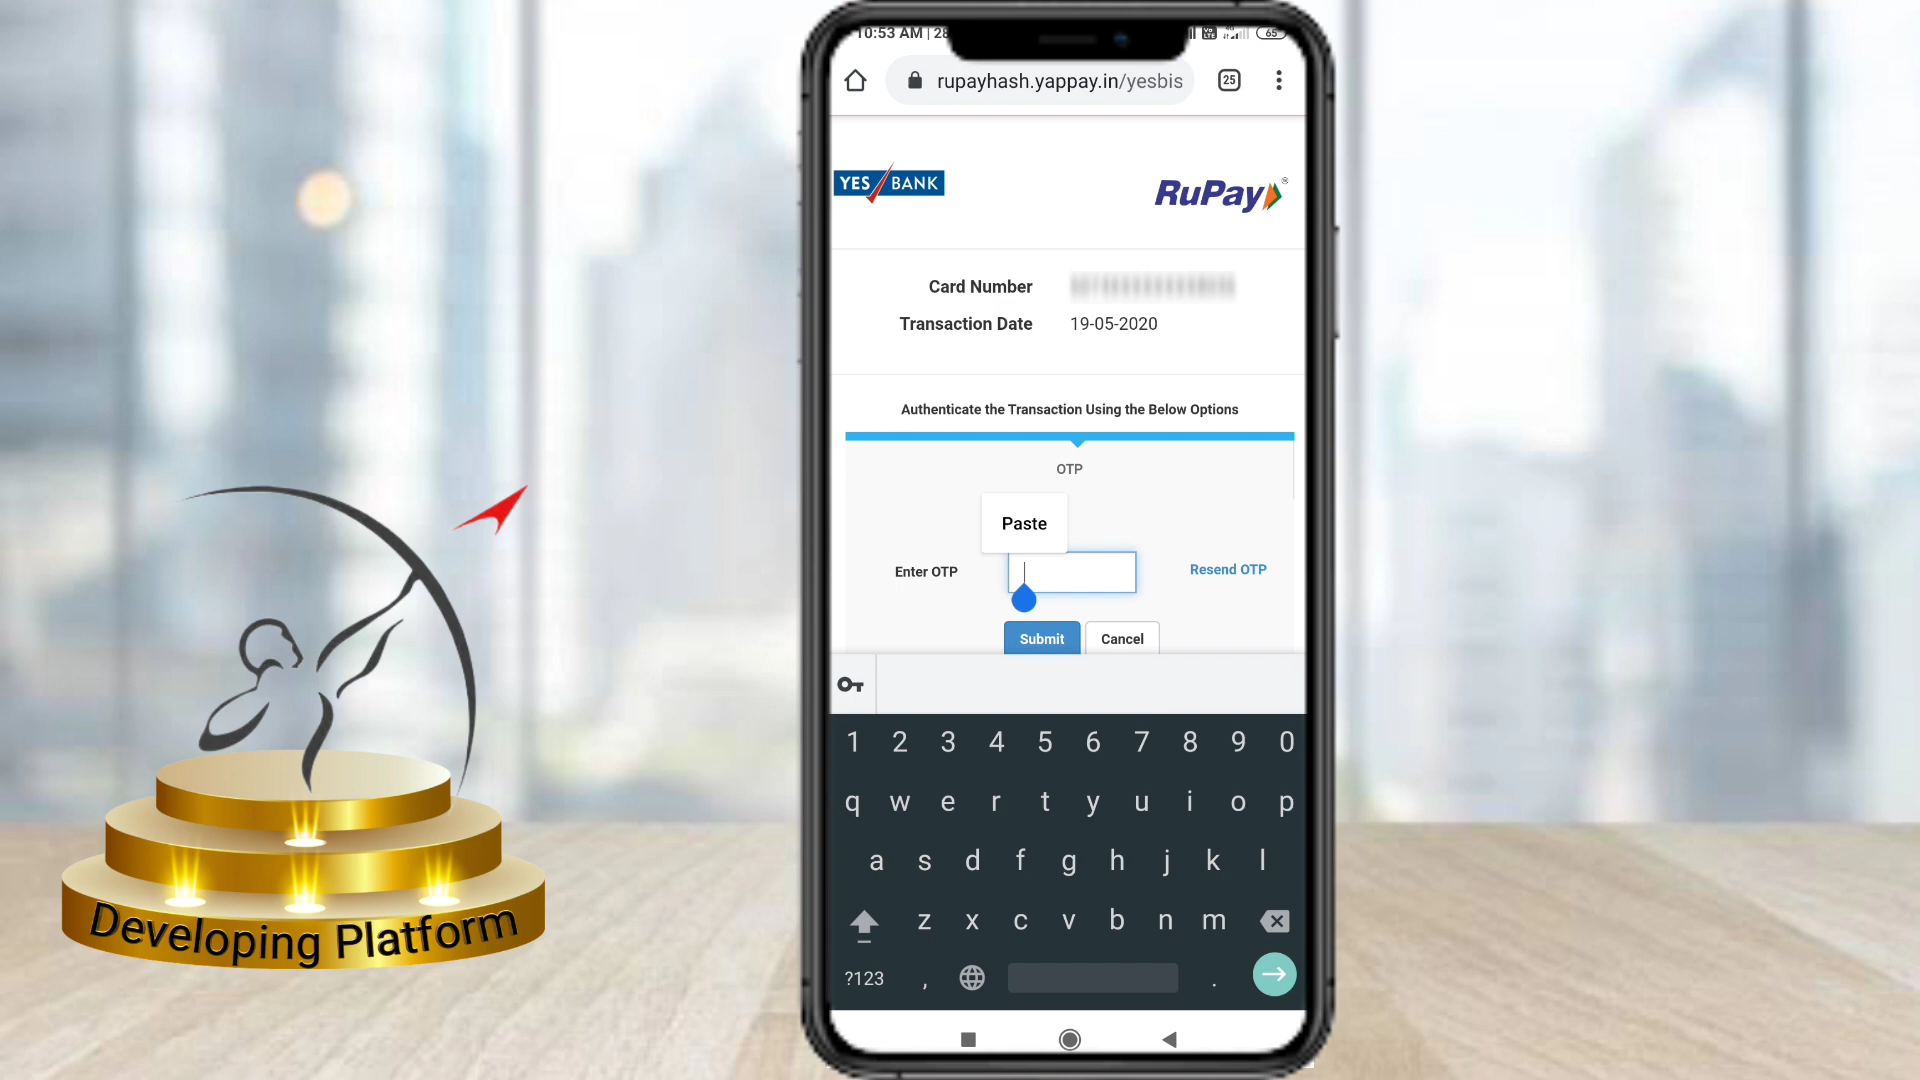 10:53 AM | 28
65
rupayhash.yappay.in/yesbis
25
YES BANK
RuPay®
Card Number
Transaction Date 19-05-2020
Authenticate the Transaction Using the Below Options
OTP
Paste
Enter OTP
Resend OTP
Submit Cancel
1 2 3 4 5 6 7 8 9 0
q w e r t y u i o p
a s d f g h j k l
z x c v b n m
?123 , .
Developing Platform